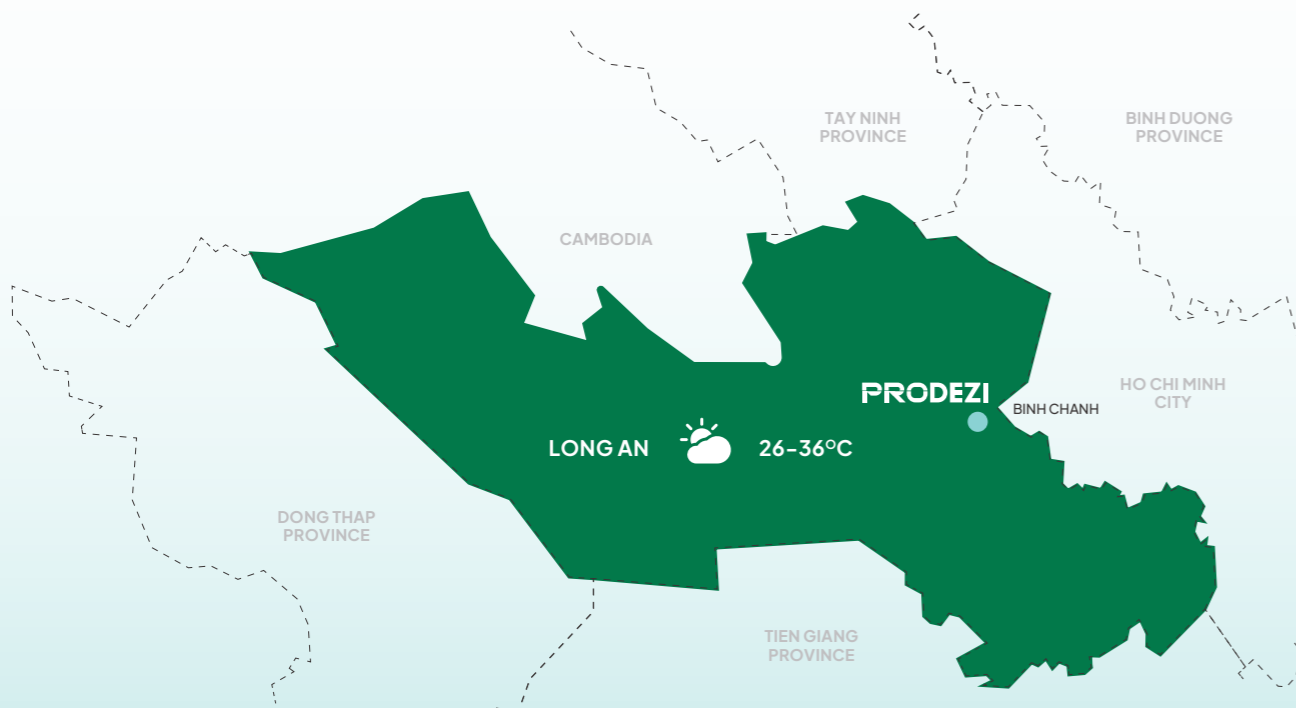 TAY NINH
PROVINCE
BINH DUONG
PROVINCE
CAMBODIA
PRODEZI
HO CHI MINH
CITY
BINH CHANH
LONG AN
26-36°C
DONG THAP
PROVINCE
TIEN GIANG
PROVINCE